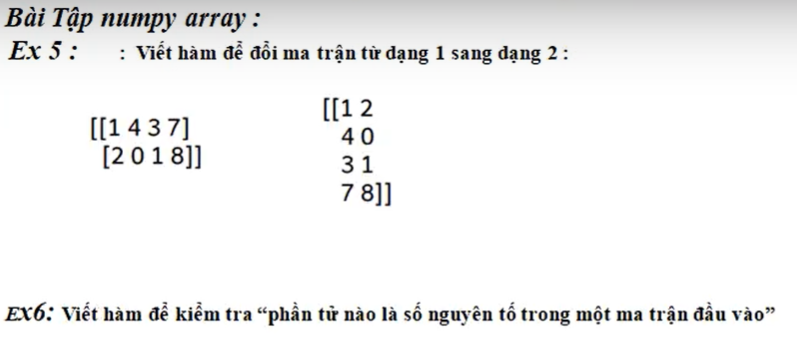 Bài Tập numpy array :
Ex 5 : : Viết hàm để đổi ma trận từ dạng 1 sang dạng 2 :
[[1 4 3 7]
[2 0 1 8]]
[[1 2
4 0
3 1
7 8]]
EX6: Viết hàm để kiểm tra “phần tử nào là số nguyên tố trong một ma trận đầu vào”